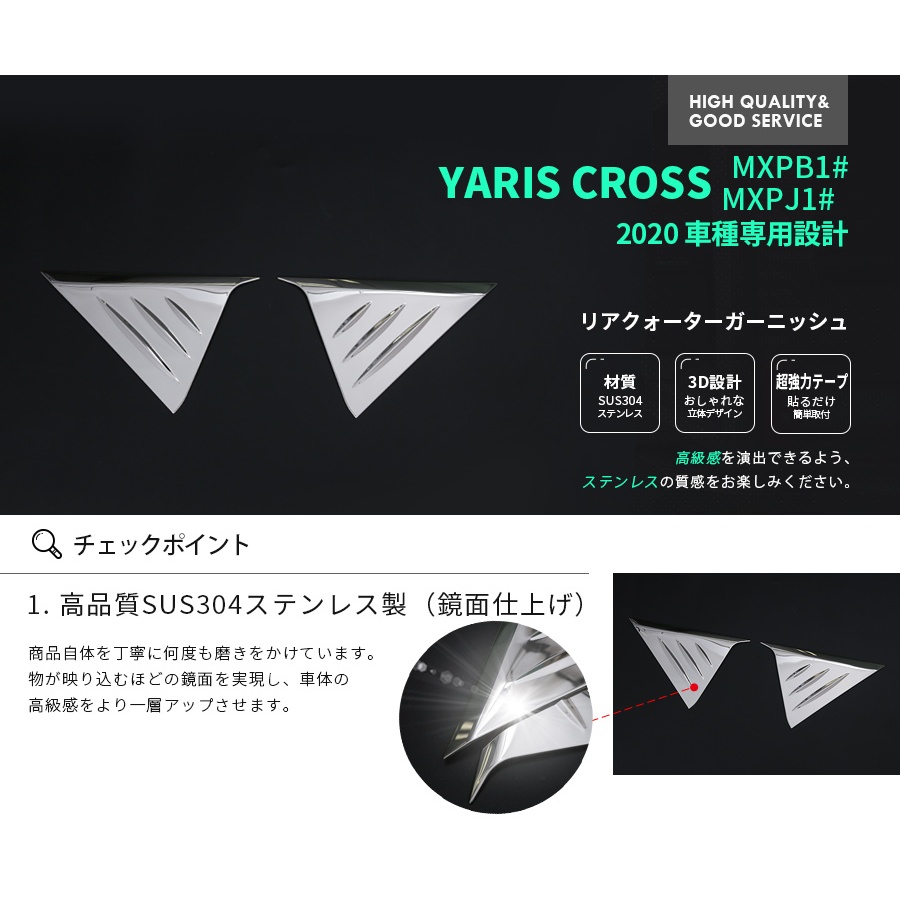 HIGH QUALITY&
GOOD SERVICE
YARIS CROSS
MXPB1#
MXPJ1#
2020 車種専用設計
リアクォーターガーニッシュ
材質
SUS304
ステンレス
3D設計
おしゃれな
立体デザイン
超強力テープ
貼るだけ
簡単取付
高級感を演出できるよう、
ステンレスの質感をお楽しみください。
チェックポイント
1. 高品質SUS304ステンレス製（鏡面仕上げ）
商品自体を丁寧に何度も磨きをかけています。
物が映り込むほどの鏡面を実現し、車体の
高級感をより一層アップさせます。